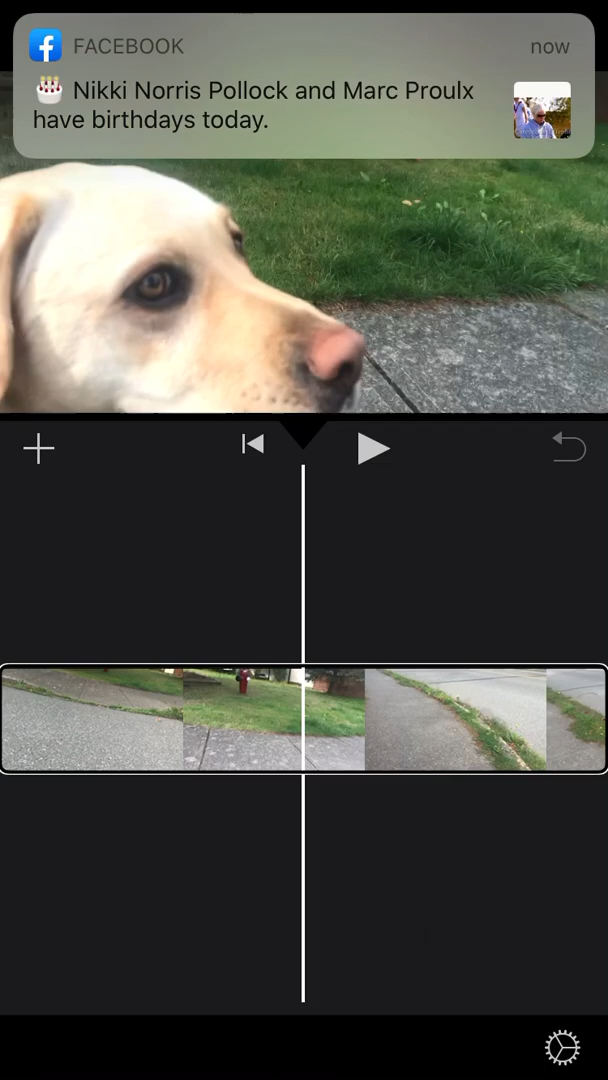 FACEBOOK now
🎂 Nikki Norris Pollock and Marc Proulx
have birthdays today.